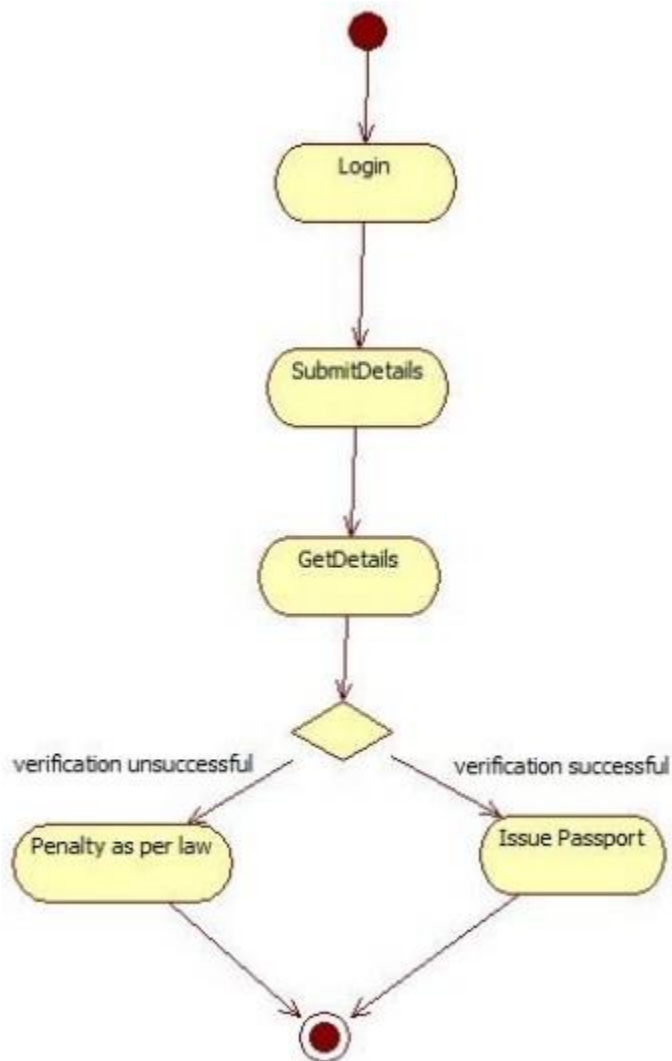 Login
SubmitDetails
GetDetails
verification unsuccessful
verification successful
Penalty as per law
Issue Passport